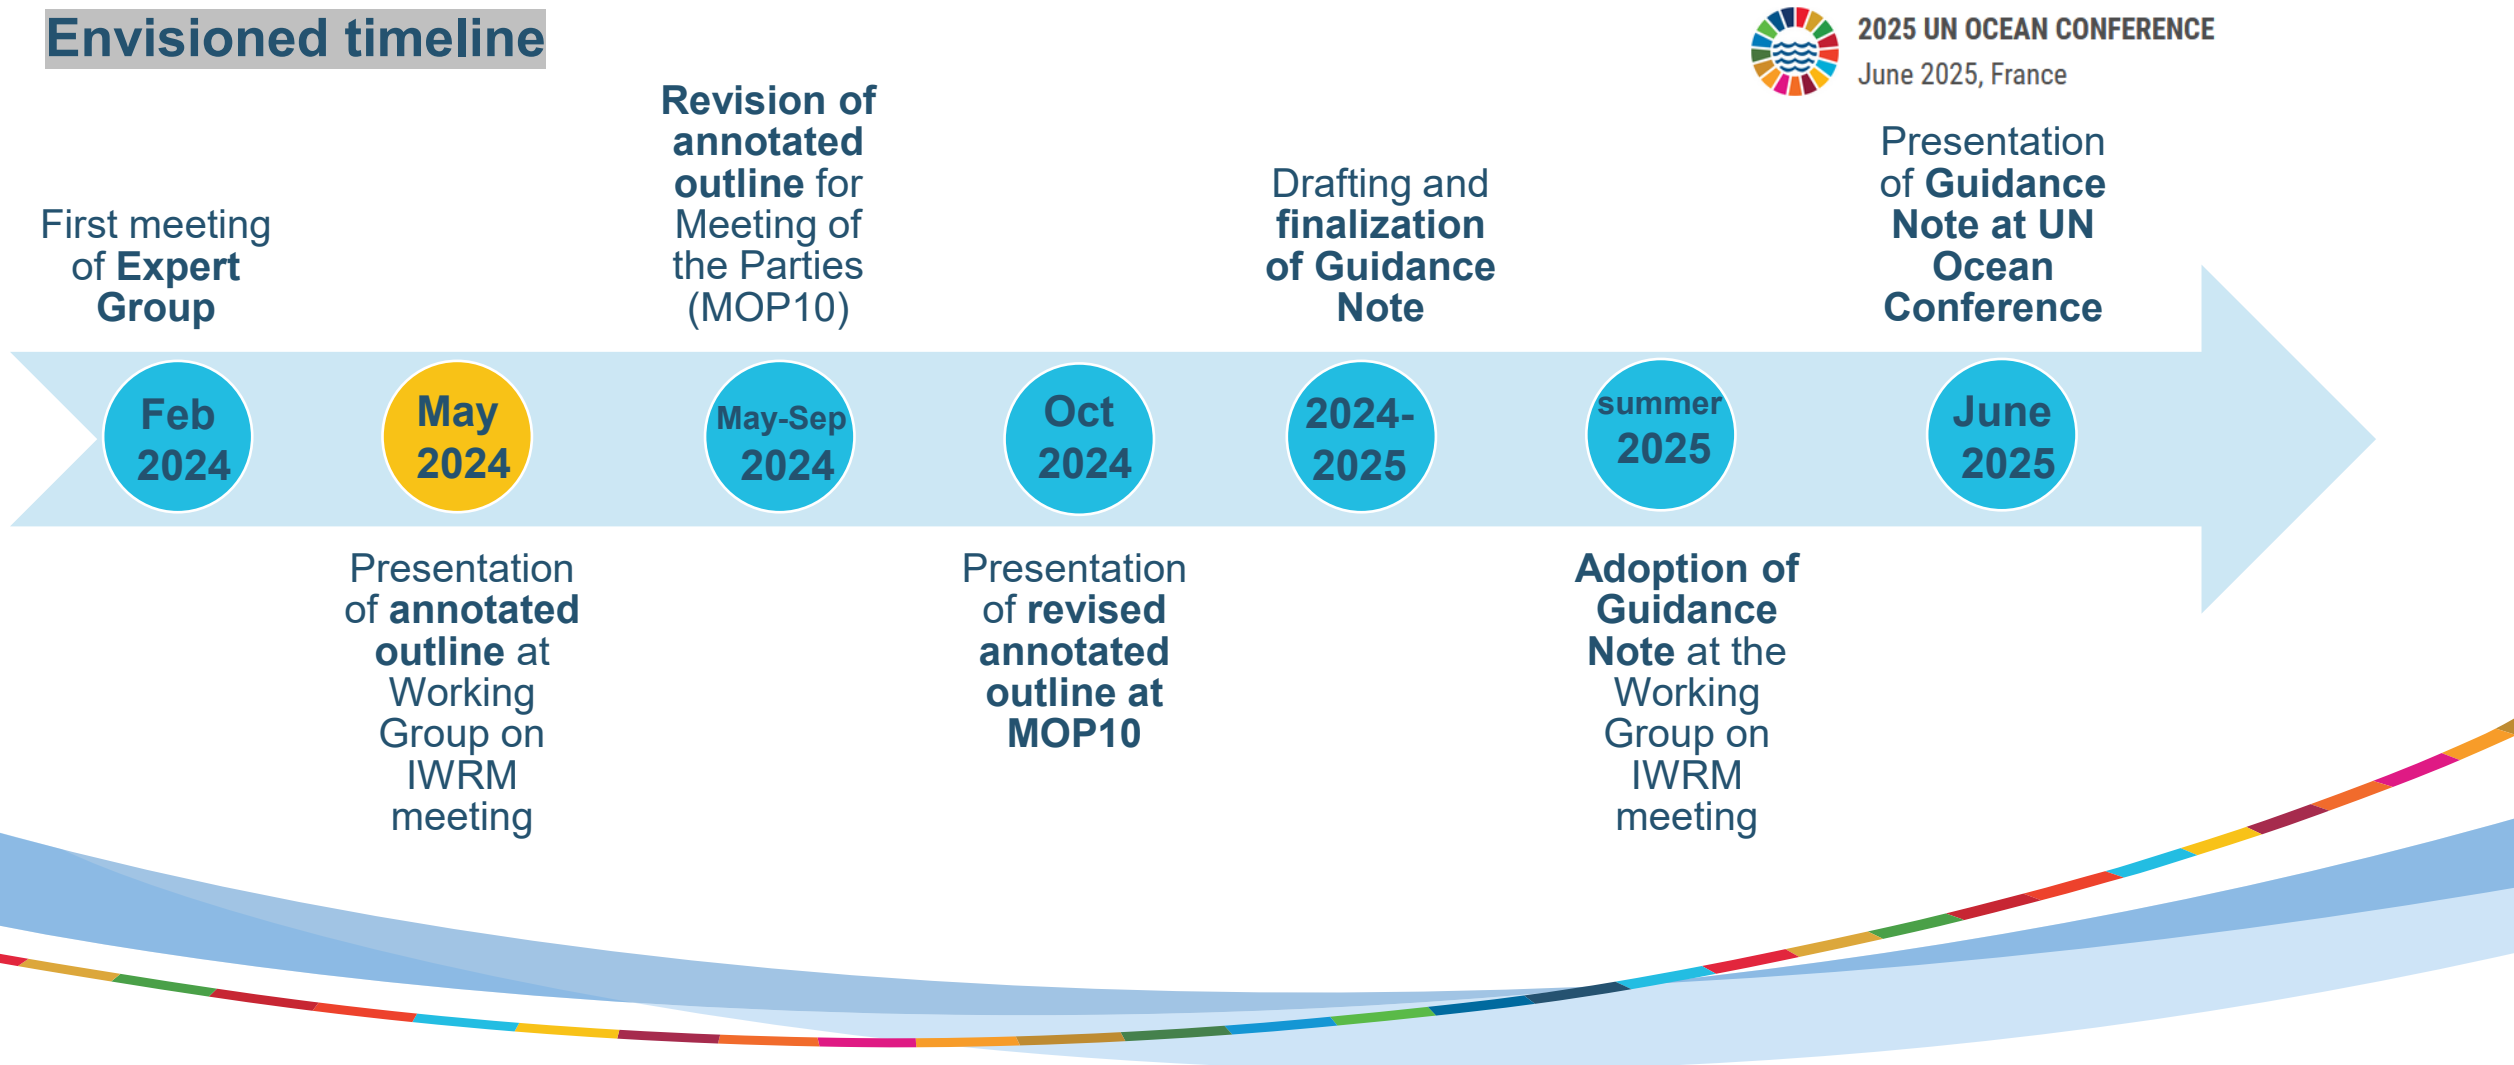 Envisioned timeline
2025 UN OCEAN CONFERENCE
June 2025, France
First meeting
of Expert
Group
Revision of
annotated
outline for
Meeting of
the Parties
(MOP10)
Drafting and
finalization
of Guidance
Note
Presentation
of Guidance
Note at UN
Ocean
Conference
Feb
2024
May
2024
May-Sep
2024
Oct
2024
2024-
2025
summer
2025
June
2025
Presentation
of annotated
outline at
Working
Group on
IWRM
meeting
Presentation
of revised
annotated
outline at
MOP10
Adoption of
Guidance
Note at the
Working
Group on
IWRM
meeting